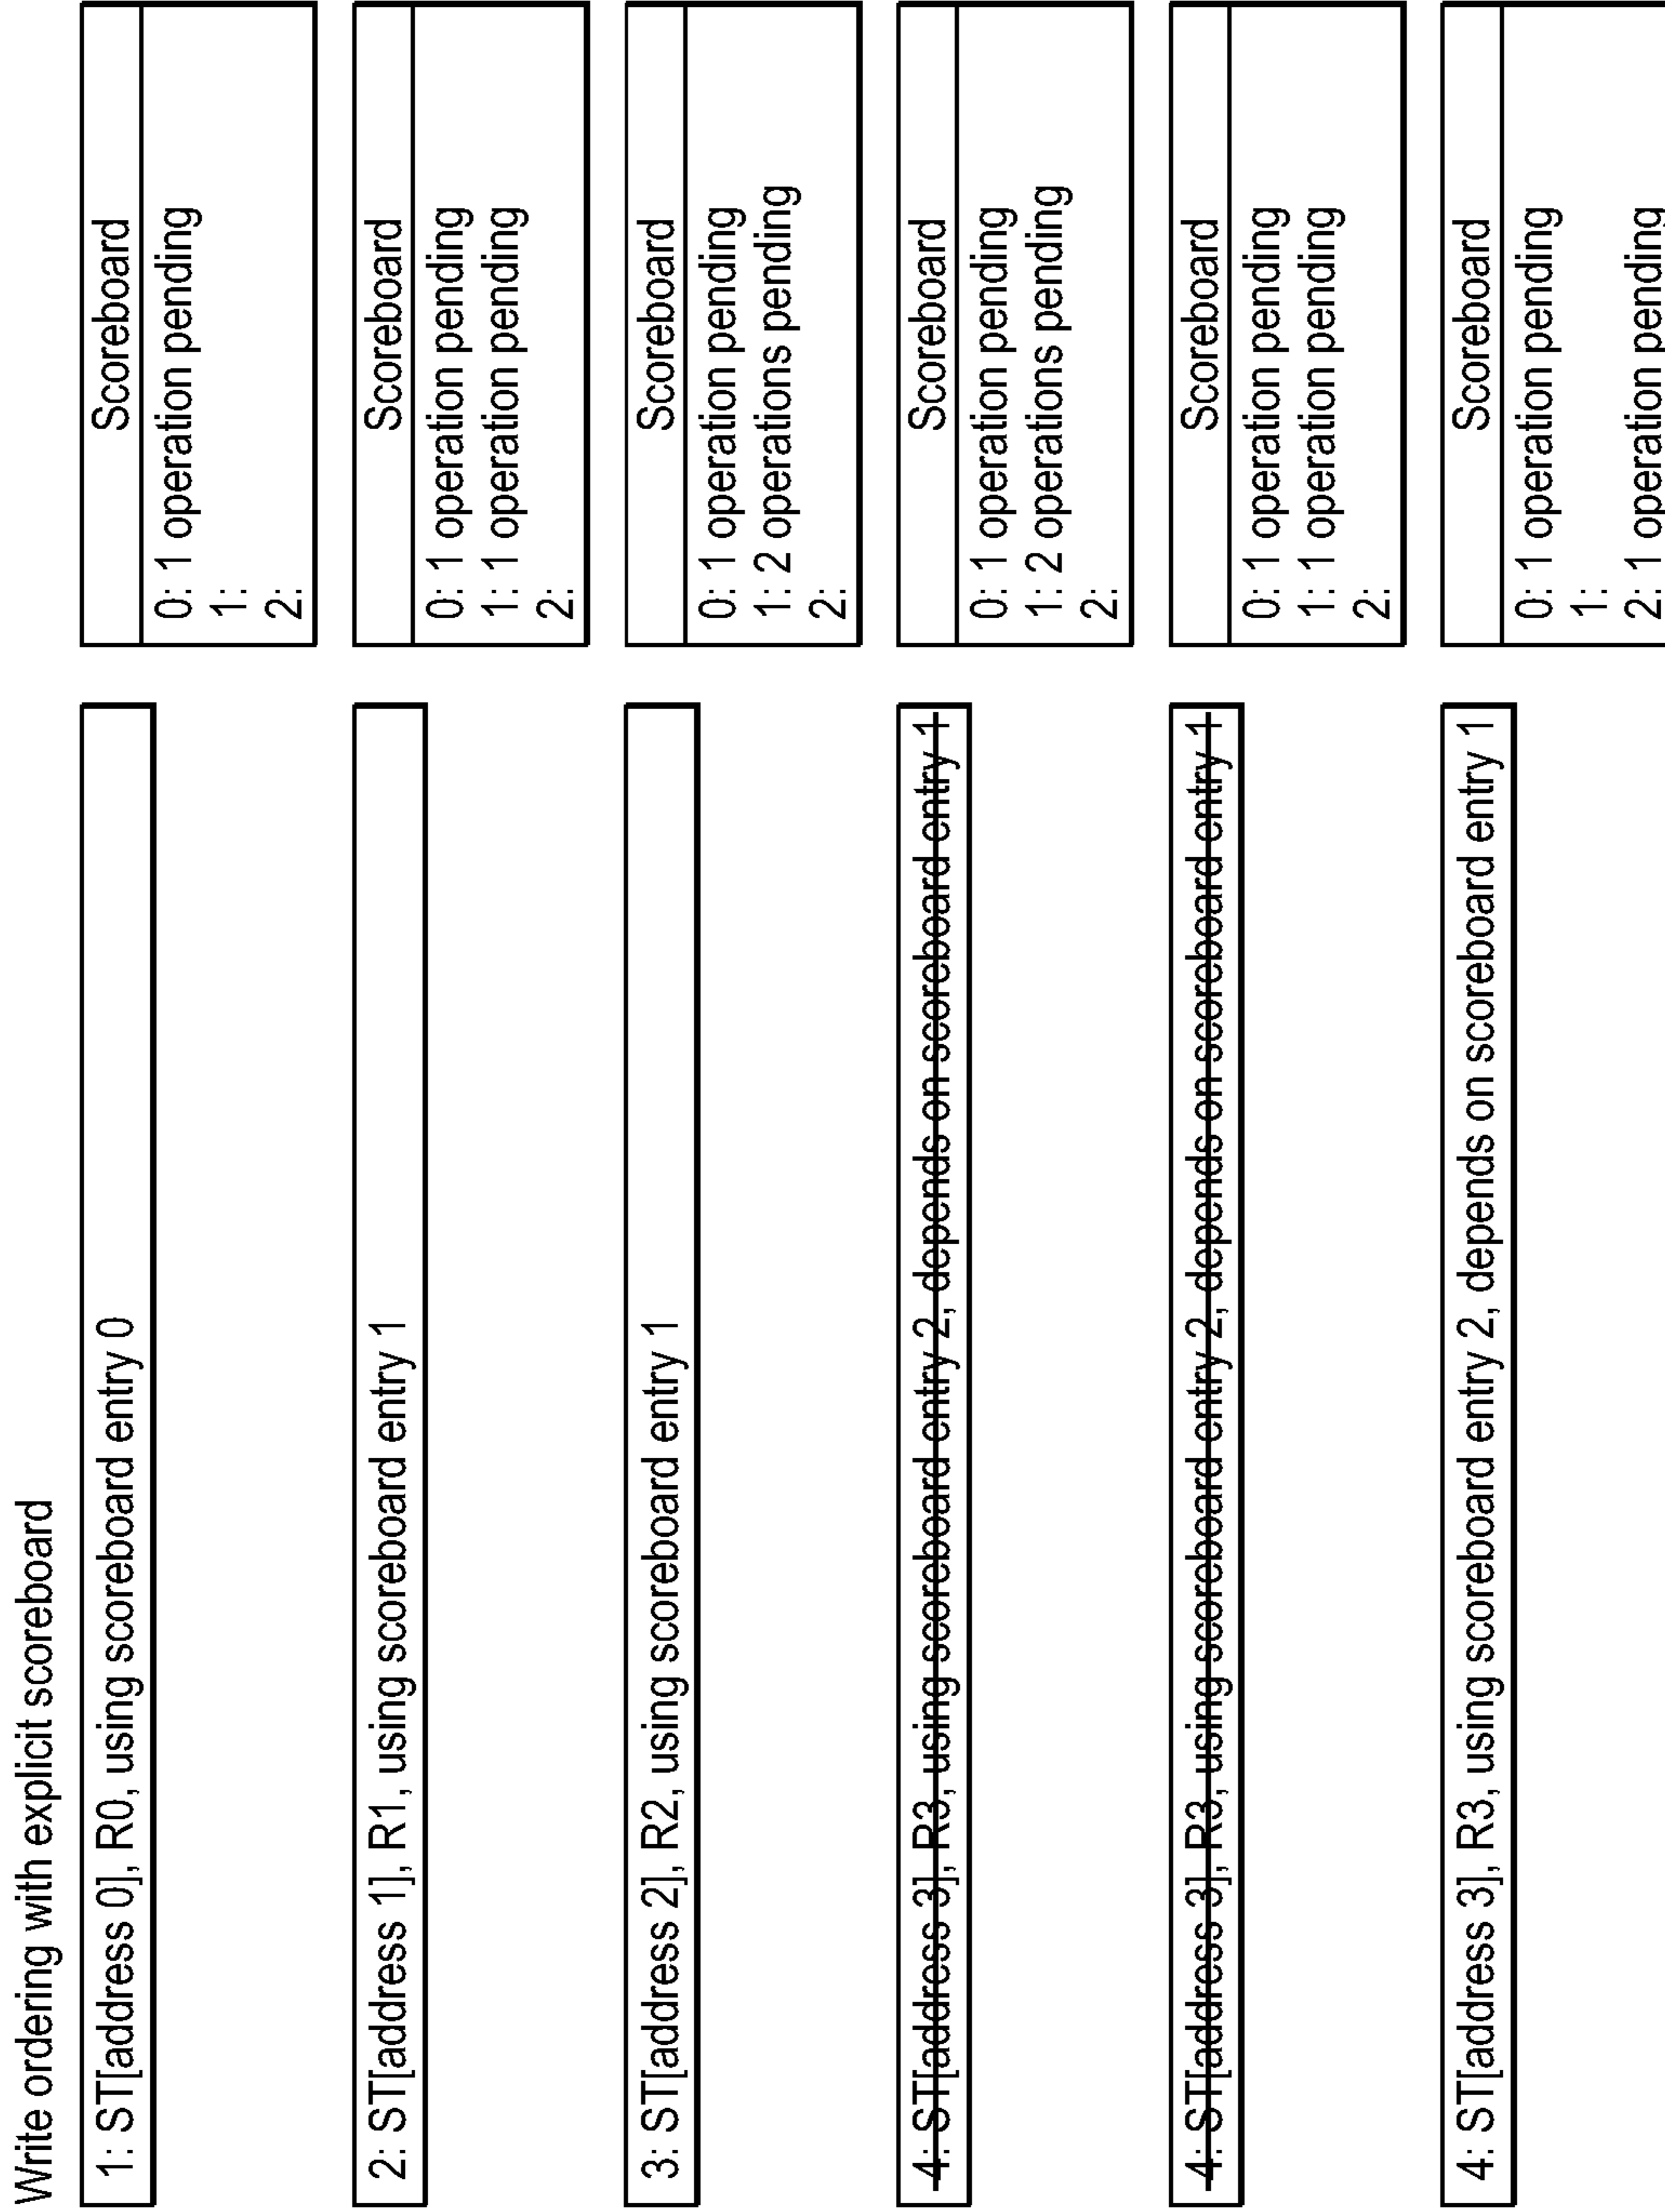 Write ordering with explicit scoreboard
1: ST[address 0], R0, using scoreboard entry 0
Scoreboard
0: 1 operation pending
1:
2:
2: ST[address 1], R1, using scoreboard entry 1
Scoreboard
0: 1 operation pending
1: 1 operation pending
2:
3: ST[address 2], R2, using scoreboard entry 1
Scoreboard
0: 1 operation pending
1: 2 operations pending
2:
4: ST[address 3], R3, using scoreboard entry 2, depends on scoreboard entry 1
Scoreboard
0: 1 operation pending
1: 2 operations pending
2:
4: ST[address 3], R3, using scoreboard entry 2, depends on scoreboard entry 1
Scoreboard
0: 1 operation pending
1: 1 operation pending
2:
4: ST[address 3], R3, using scoreboard entry 2, depends on scoreboard entry 1
Scoreboard
0: 1 operation pending
1:
2: 1 operation pending